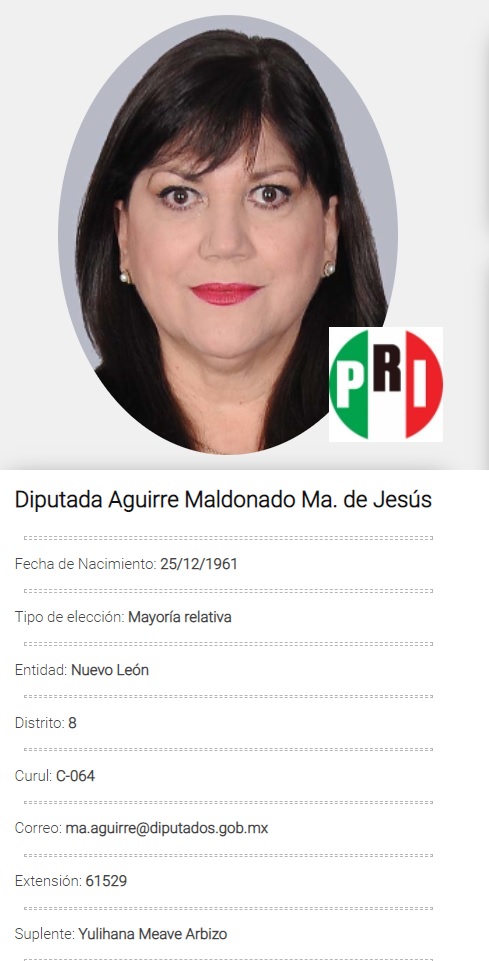 PRI
Diputada Aguirre Maldonado Ma. de Jesús
Fecha de Nacimiento: 25/12/1961
Tipo de elección: Mayoría relativa
Entidad: Nuevo León
Distrito: 8
Curul: C-064
Correo: ma.aguirre@diputados.gob.mx
Extensión: 61529
Suplente: Yulihana Meave Arbizo